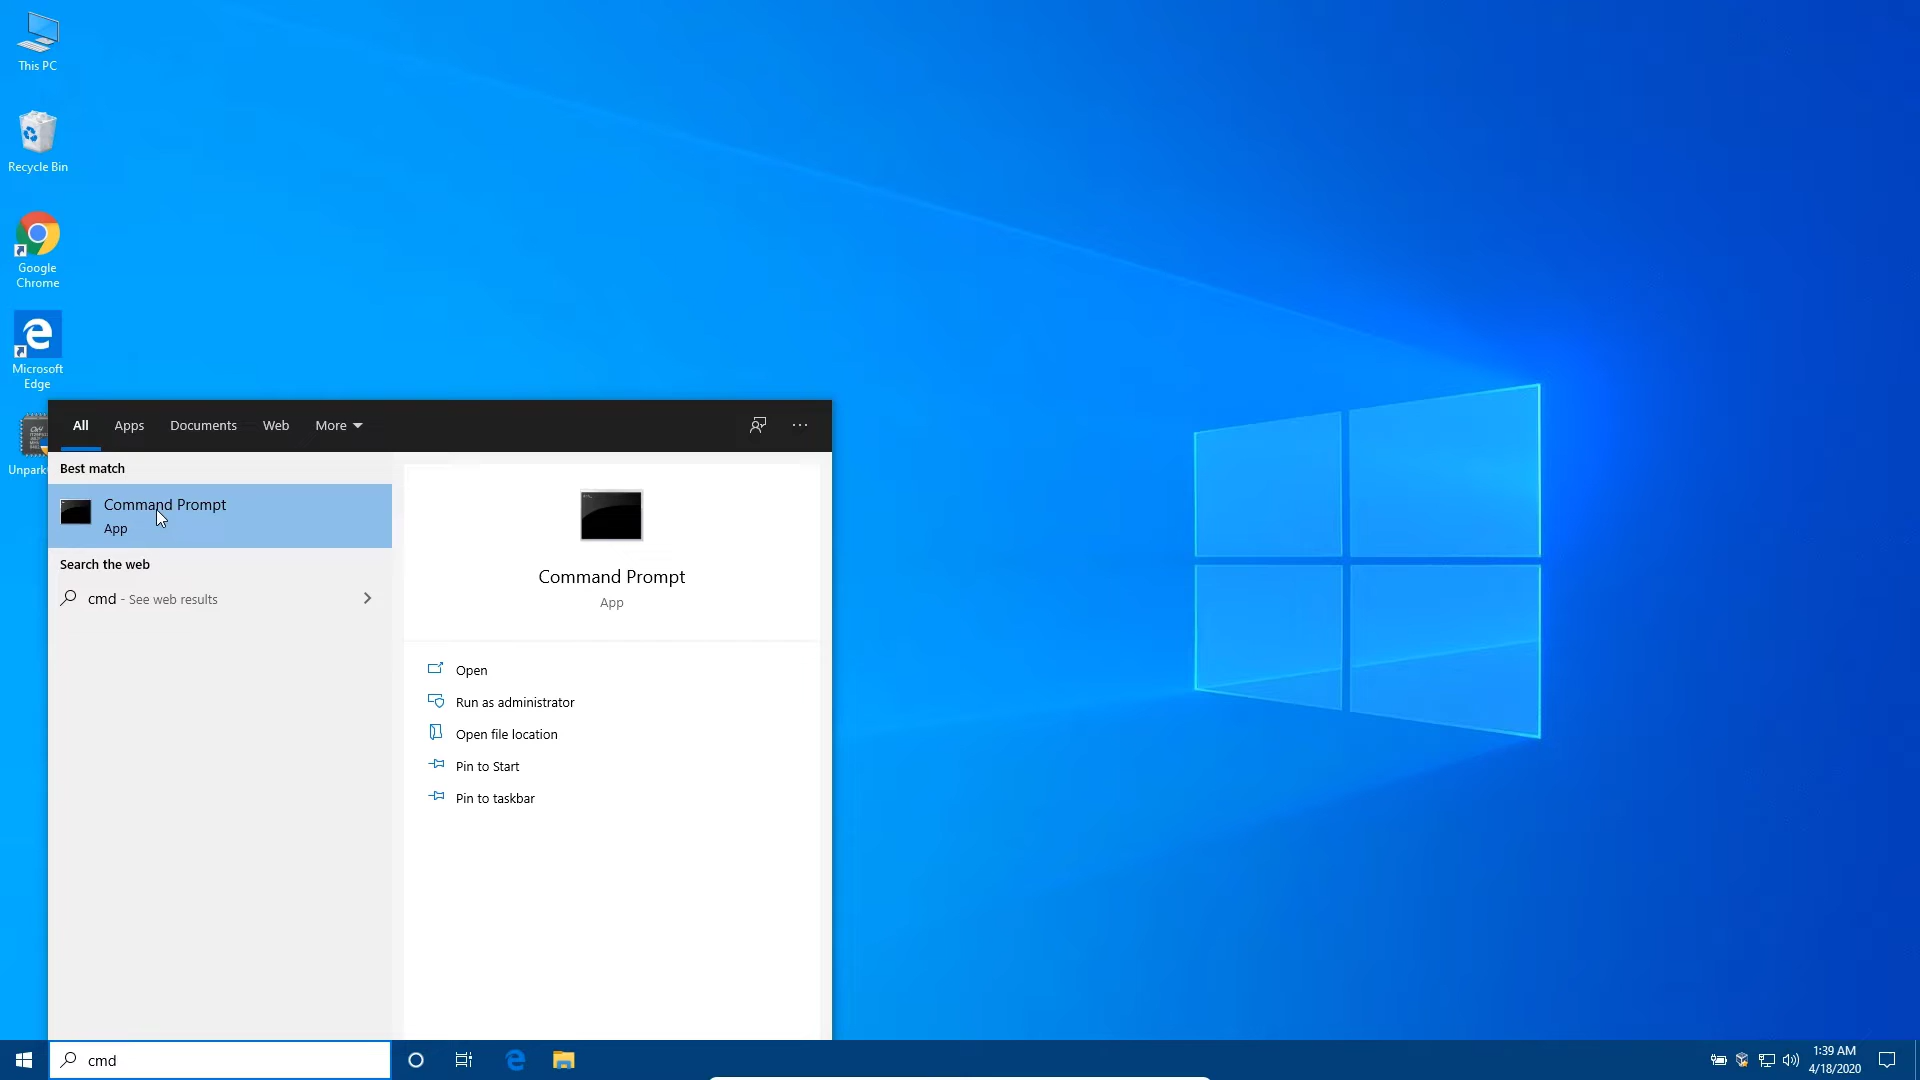 This PC
Recycle Bin
Google
Chrome
Microsoft
Edge
Unpark
All
Apps
Documents
Web
More
Best match
Command Prompt
App
Search the web
cmd - See web results
Command Prompt
App
Open
Run as administrator
Open file location
Pin to Start
Pin to taskbar
cmd
1:39 AM
4/18/2020